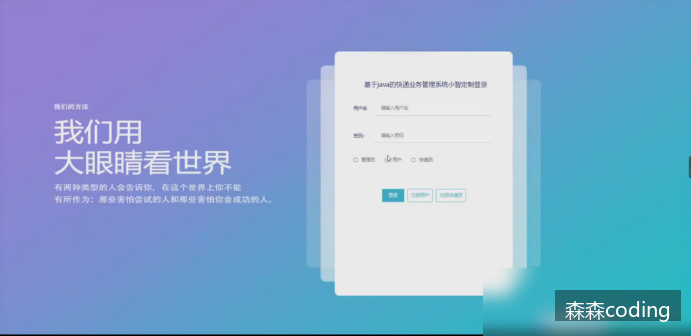 我们的方法
我们用
大眼睛看世界
有两种类型的人会告诉你，在这个世界上你不能
有所作为：那些害怕尝试的人和那些害怕你会成功的人。
基于java的快递业务管理系统小智定制登录
用户名: 请输入用户名
密码: 请输入密码
管理员 用户 快递员
登录 注册用户 注册快递员
森森coding